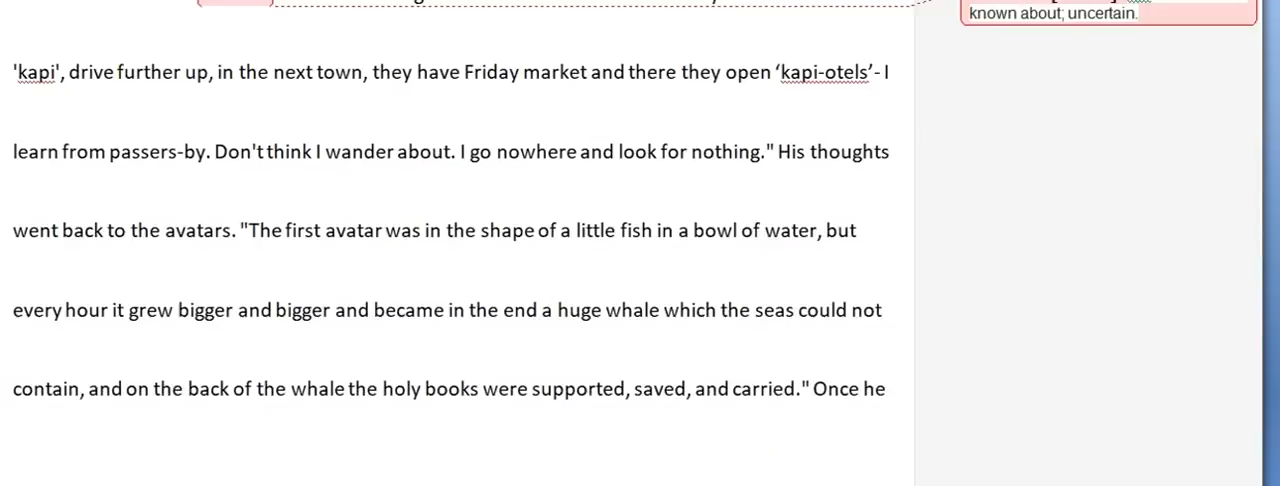 known about; uncertain.
'kapi', drive further up, in the next town, they have Friday market and there they open ‘kapi-otels’- I
learn from passers-by. Don't think I wander about. I go nowhere and look for nothing." His thoughts
went back to the avatars. "The first avatar was in the shape of a little fish in a bowl of water, but
every hour it grew bigger and bigger and became in the end a huge whale which the seas could not
contain, and on the back of the whale the holy books were supported, saved, and carried." Once he